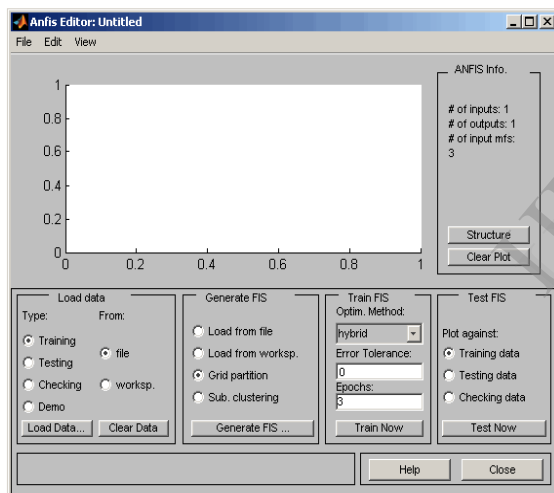 Anfis Editor: Untitled
File Edit View
ANFIS Info.
# of inputs: 1
# of outputs: 1
# of input mfs:
3
Structure
Clear Plot
1
0.8
0.6
0.4
0.2
0
0 0.2 0.4 0.6 0.8 1
Load data
Type: From:
Training
Testing
Checking
Demo
file
worksp.
Load Data... Clear Data
Generate FIS
Load from file
Load from worksp.
Grid partition
Sub. clustering
Generate FIS ...
Train FIS
Optim. Method:
hybrid
Error Tolerance:
0
Epochs:
3
Train Now
Test FIS
Plot against:
Training data
Testing data
Checking data
Test Now
Help Close